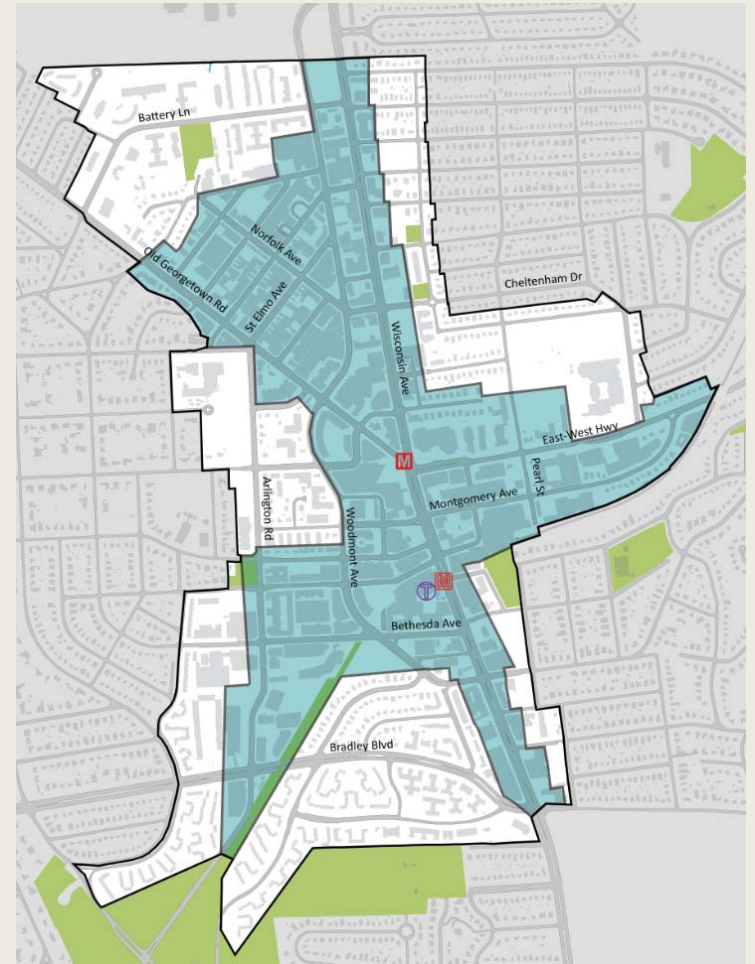 Battery Ln
Norfolk Ave
Old Georgetown Rd
St Elmo Ave
Cheltenham Dr
Wisconsin Ave
East-West Hwy
M
Pearl St
Montgomery Ave
Arlington Rd
Woodmont Ave
M
T
Bethesda Ave
Bradley Blvd